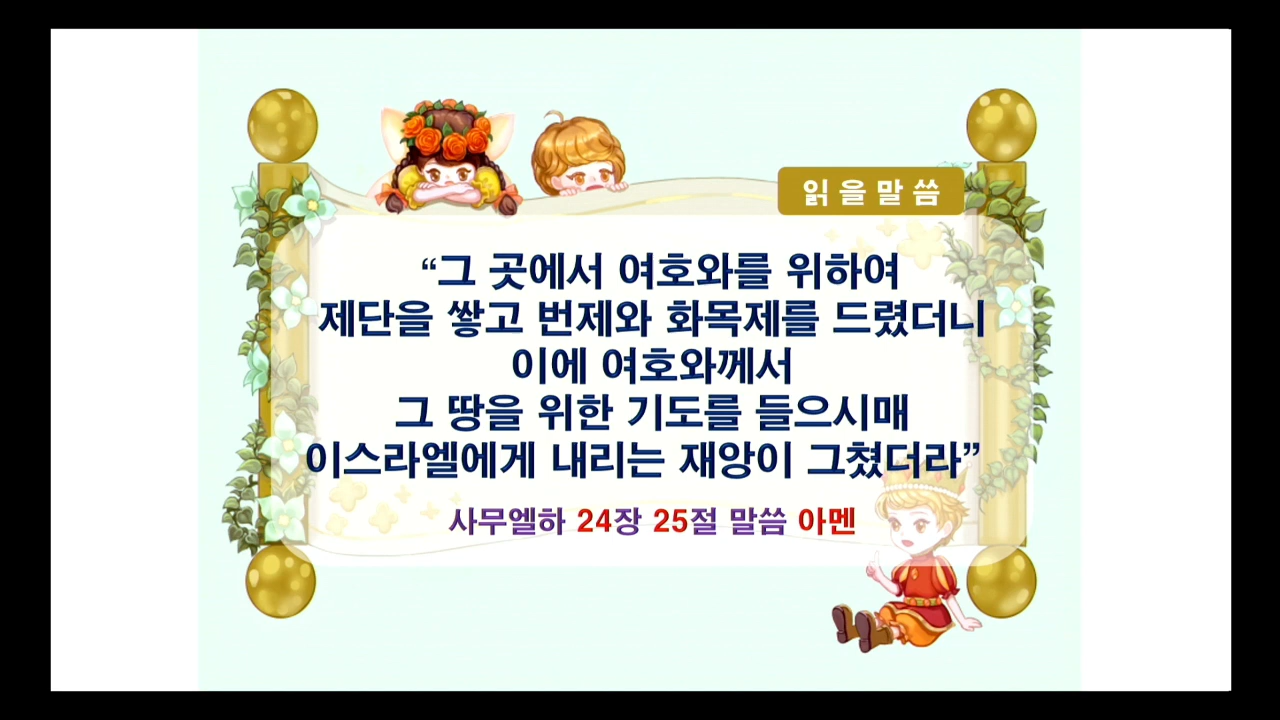 읽을말씀
“그 곳에서 여호와를 위하여
제단을 쌓고 번제와 화목제를 드렸더니
이에 여호와께서
그 땅을 위한 기도를 들으시매
이스라엘에게 내리는 재앙이 그쳤더라”
사무엘하 24장 25절 말씀 아멘